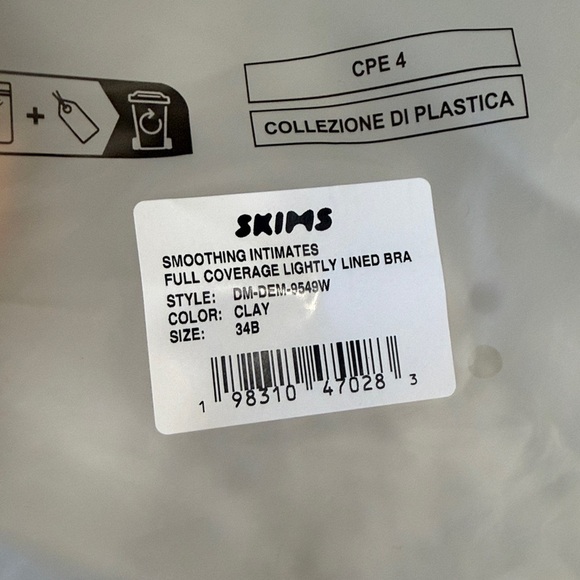 CPE 4
COLLEZIONE DI PLASTICA
+
SKIMS
SMOOTHING INTIMATES
FULL COVERAGE LIGHTLY LINED BRA
STYLE: DM-DEM-9549W
COLOR: CLAY
SIZE: 34B
1 98310 47028 3